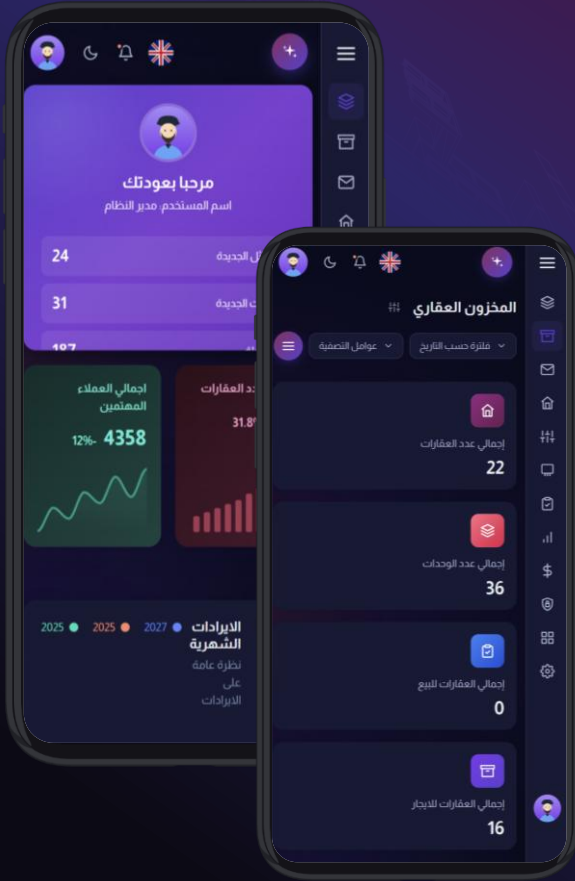 مرحبا بعودتك
اسم المستخدم: مدير النظام
24
الجديدة
31
الجديدة
187
اجمالي العملاء
المهتمين
12%- 4358
عدد العقارات
31.8%
الايرادات
الشهرية
2027
2025
2025
نظرة عامة
على
الايرادات
المخزون العقاري
فلترة حسب التاريخ
عوامل التصفية
إجمالي عدد العقارات
22
إجمالي عدد الوحدات
36
إجمالي العقارات للبيع
0
إجمالي العقارات للايجار
16